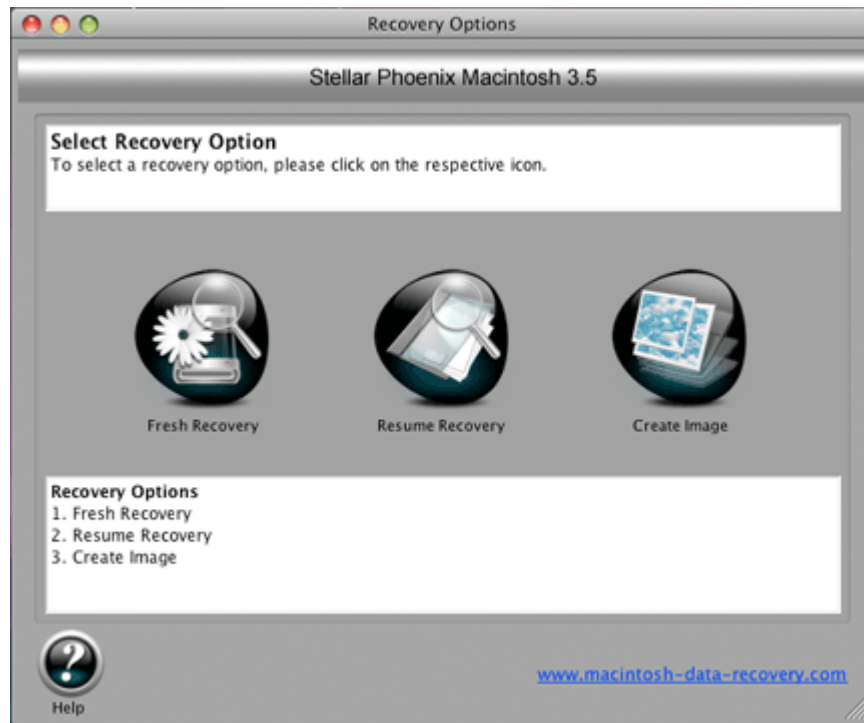 Recovery Options
Stellar Phoenix Macintosh 3.5
Select Recovery Option
To select a recovery option, please click on the respective icon.
Fresh Recovery
Resume Recovery
Create Image
Recovery Options
1. Fresh Recovery
2. Resume Recovery
3. Create Image
?
Help
www.macintosh-data-recovery.com